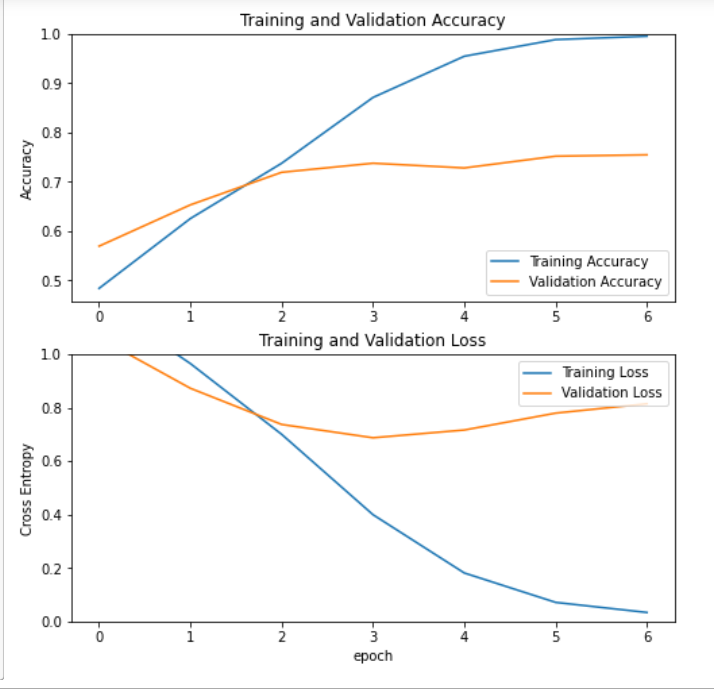 Training and Validation Accuracy
1.0
0.9
0.8
0.7
0.6
0.5
Accuracy
Training Accuracy
Validation Accuracy
0 1 2 3 4 5 6
Training and Validation Loss
1.0
0.8
0.6
0.4
0.2
0.0
Cross Entropy
Training Loss
Validation Loss
0 1 2 3 4 5 6
epoch